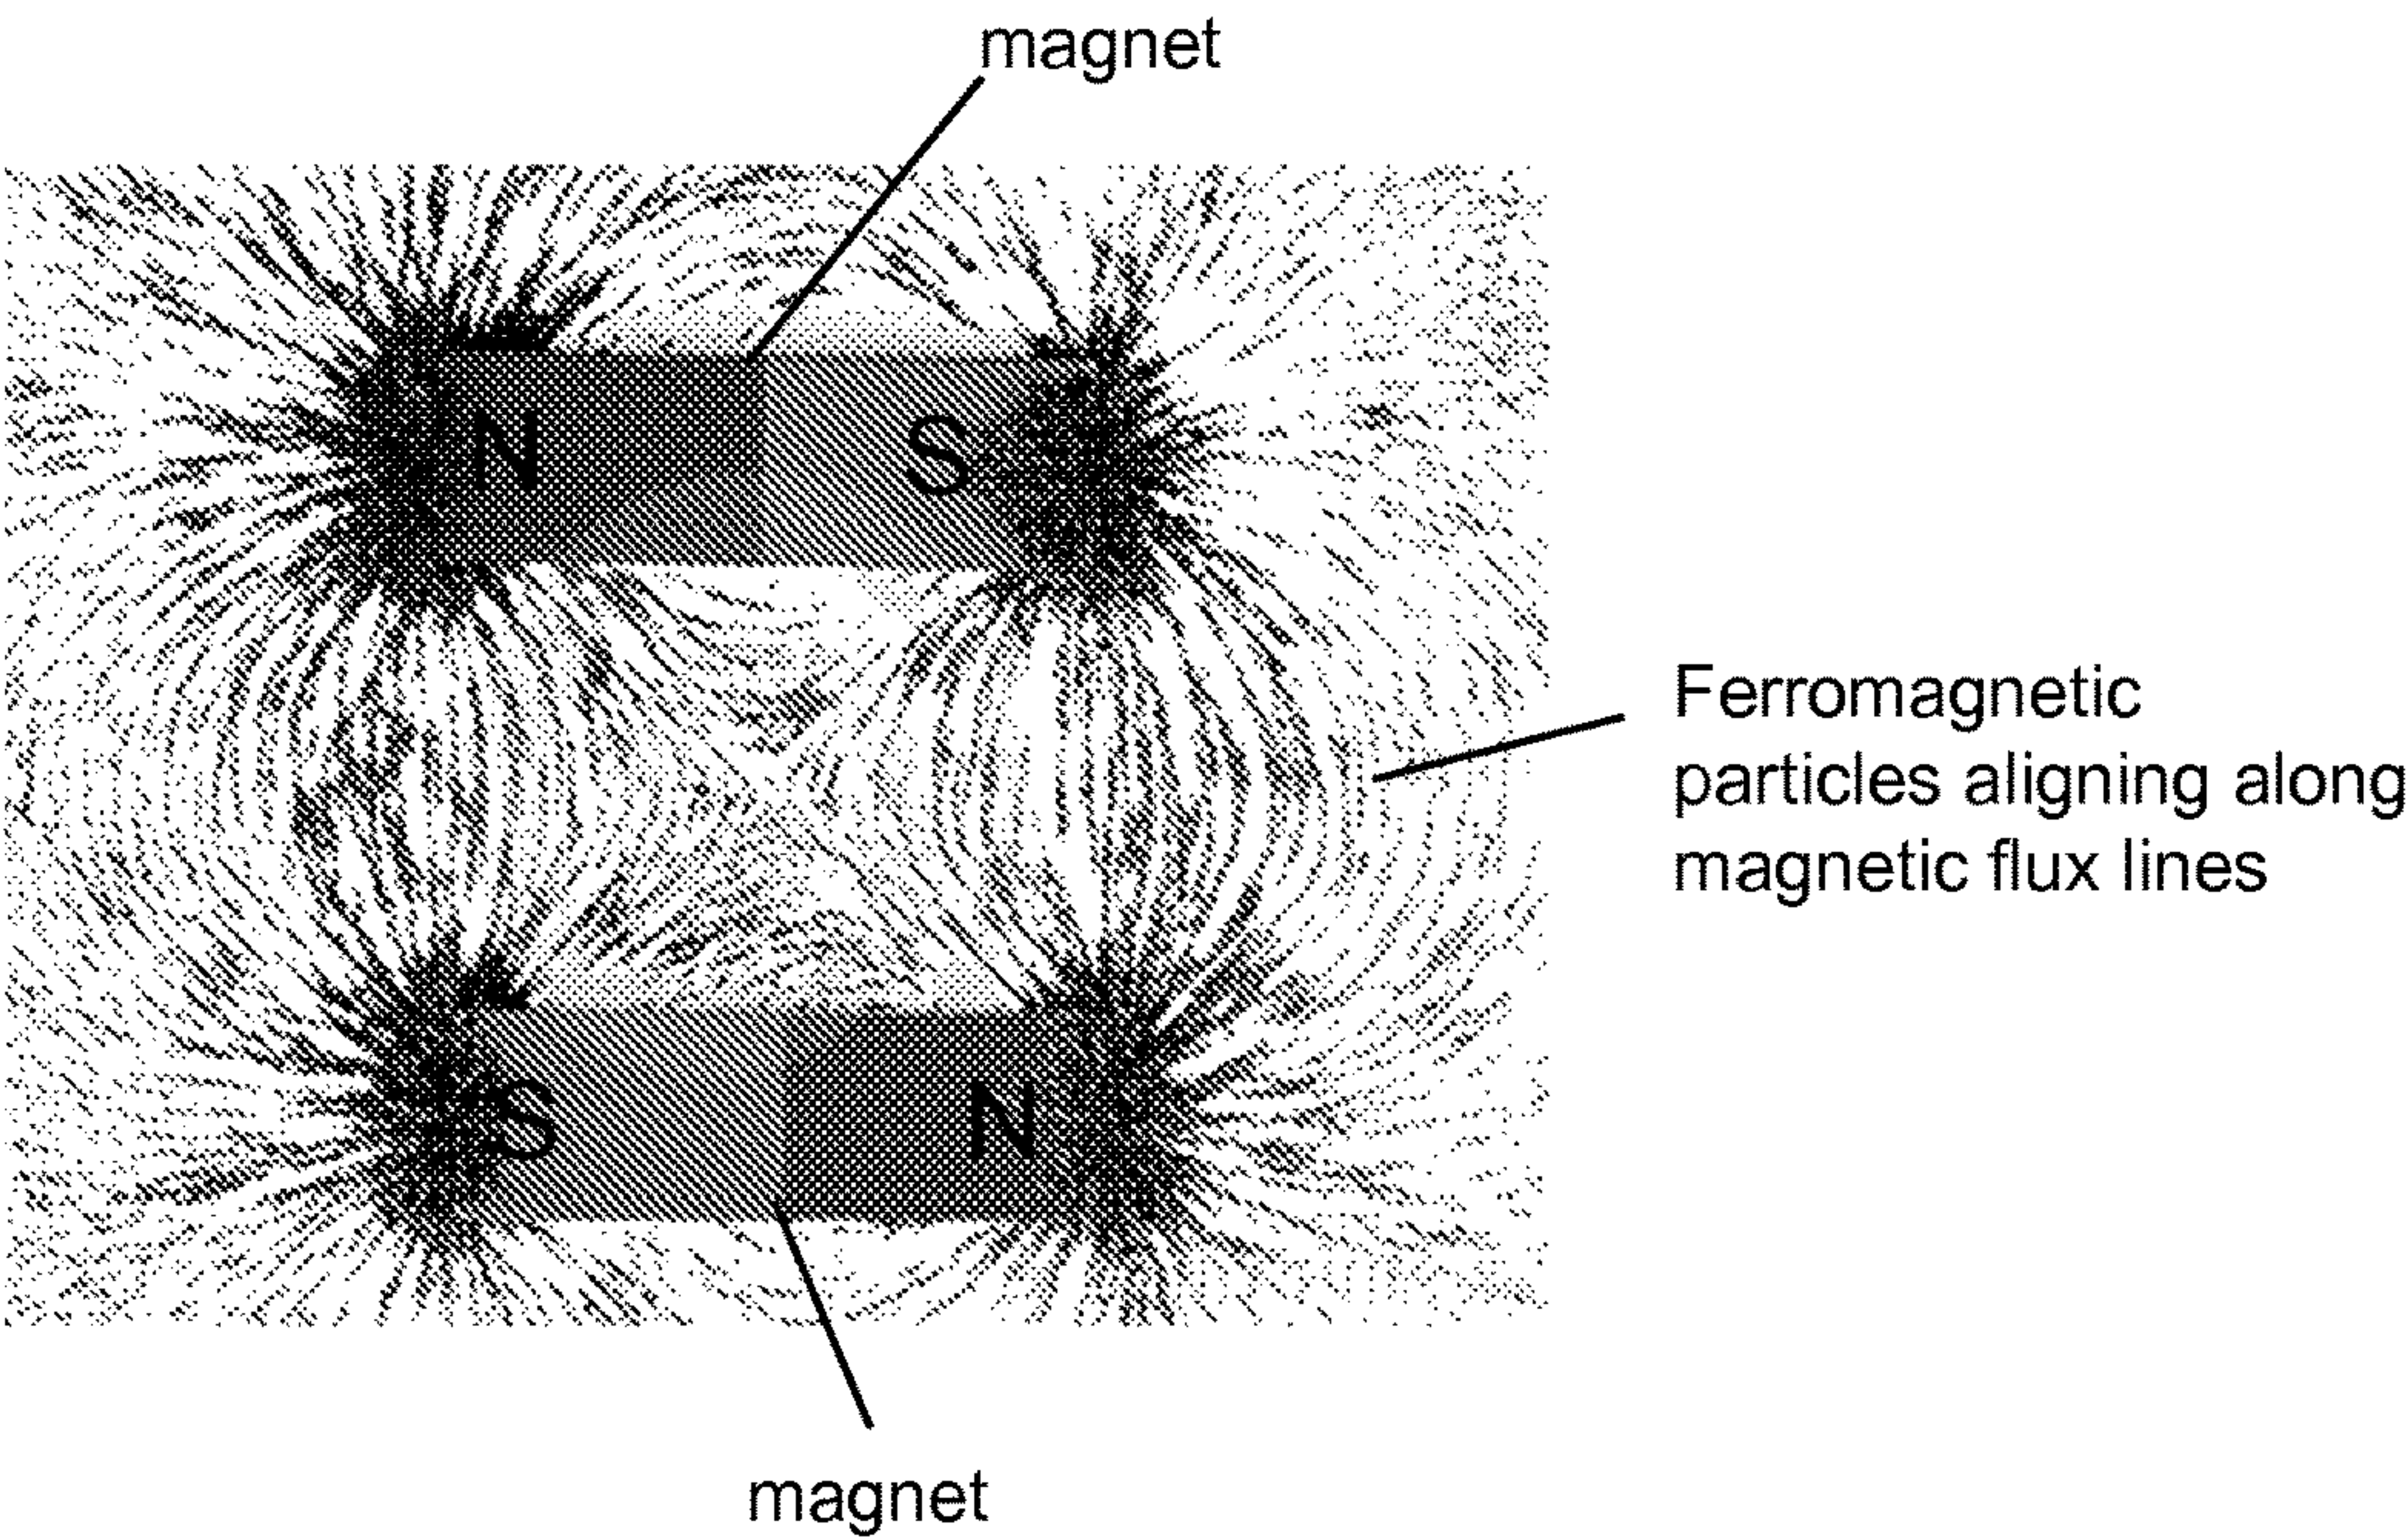 magnet
N
S
Ferromagnetic
particles aligning along
magnetic flux lines
S
N
magnet